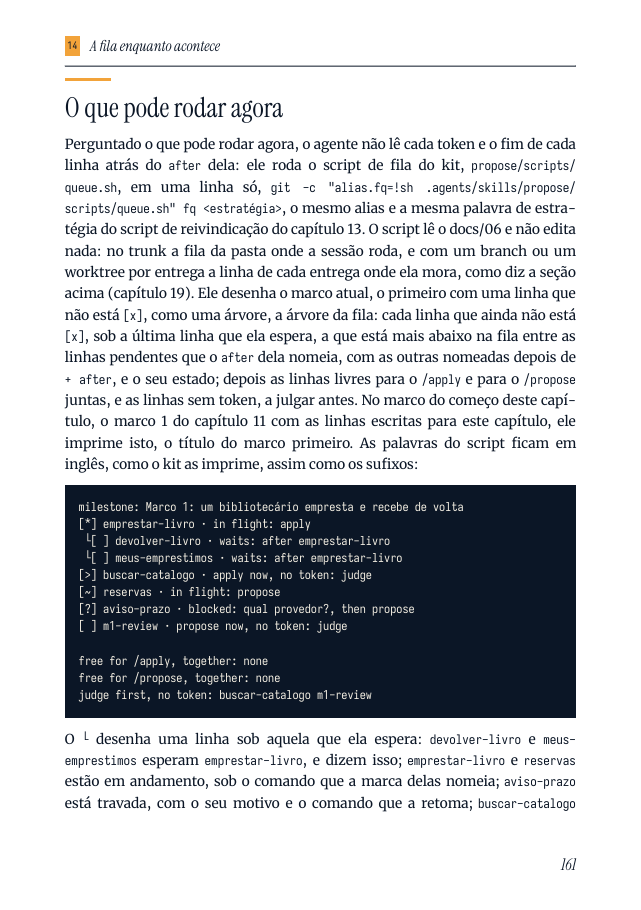 14 A fila enquanto acontece
O que pode rodar agora
Perguntado o que pode rodar agora, o agente não lê cada token e o fim de cada
linha atrás do after dela: ele roda o script de fila do kit, propose/scripts/
queue.sh, em uma linha só, git -c "alias.fq=!sh .agents/skills/propose/
scripts/queue.sh" fq <estratégia>, o mesmo alias e a mesma palavra de estra-
tégia do script de reivindicação do capítulo 13. O script lê o docs/06 e não edita
nada: no trunk a fila da pasta onde a sessão roda, e com um branch ou um
worktree por entrega a linha de cada entrega onde ela mora, como diz a seção
acima (capítulo 19). Ele desenha o marco atual, o primeiro com uma linha que
não está [x], como uma árvore, a árvore da fila: cada linha que ainda não está
[x], sob a última linha que ela espera, a que está mais abaixo na fila entre as
linhas pendentes que o after dela nomeia, com as outras nomeadas depois de
+ after, e o seu estado; depois as linhas livres para o /apply e para o /propose
juntas, e as linhas sem token, a julgar antes. No marco do começo deste capí-
tulo, o marco 1 do capítulo 11 com as linhas escritas para este capítulo, ele
imprime isto, o título do marco primeiro. As palavras do script ficam em
inglês, como o kit as imprime, assim como os sufixos:
milestone: Marco 1: um bibliotecário empresta e recebe de volta
[*] emprestar-livro · in flight: apply
└[ ] devolver-livro · waits: after emprestar-livro
└[ ] meus-emprestimos · waits: after emprestar-livro
[>] buscar-catalogo · apply now, no token: judge
[~] reservas · in flight: propose
[?] aviso-prazo · blocked: qual provedor?, then propose
[ ] m1-review · propose now, no token: judge
free for /apply, together: none
free for /propose, together: none
judge first, no token: buscar-catalogo m1-review
O └ desenha uma linha sob aquela que ela espera: devolver-livro e meus-
emprestimos esperam emprestar-livro, e dizem isso; emprestar-livro e reservas
estão em andamento, sob o comando que a marca delas nomeia; aviso-prazo
está travada, com o seu motivo e o comando que a retoma; buscar-catalogo
161